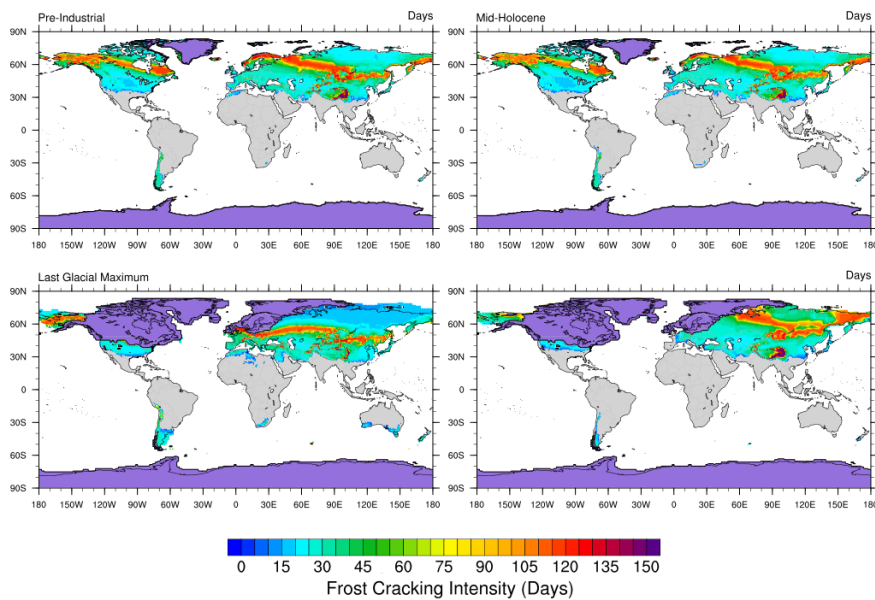 Pre-Industrial Days
Mid-Holocene Days
90N
60N
30N
0
30S
60S
90S
180 150W 120W 90W 60W 30W 0 30E 60E 90E 120E 150E 180
90N
60N
30N
0
30S
60S
90S
180 150W 120W 90W 60W 30W 0 30E 60E 90E 120E 150E 180
Last Glacial Maximum Days
Days
90N
60N
30N
0
30S
60S
90S
180 150W 120W 90W 60W 30W 0 30E 60E 90E 120E 150E 180
90N
60N
30N
0
30S
60S
90S
180 150W 120W 90W 60W 30W 0 30E 60E 90E 120E 150E 180
0 15 30 45 60 75 90 105 120 135 150
Frost Cracking Intensity (Days)